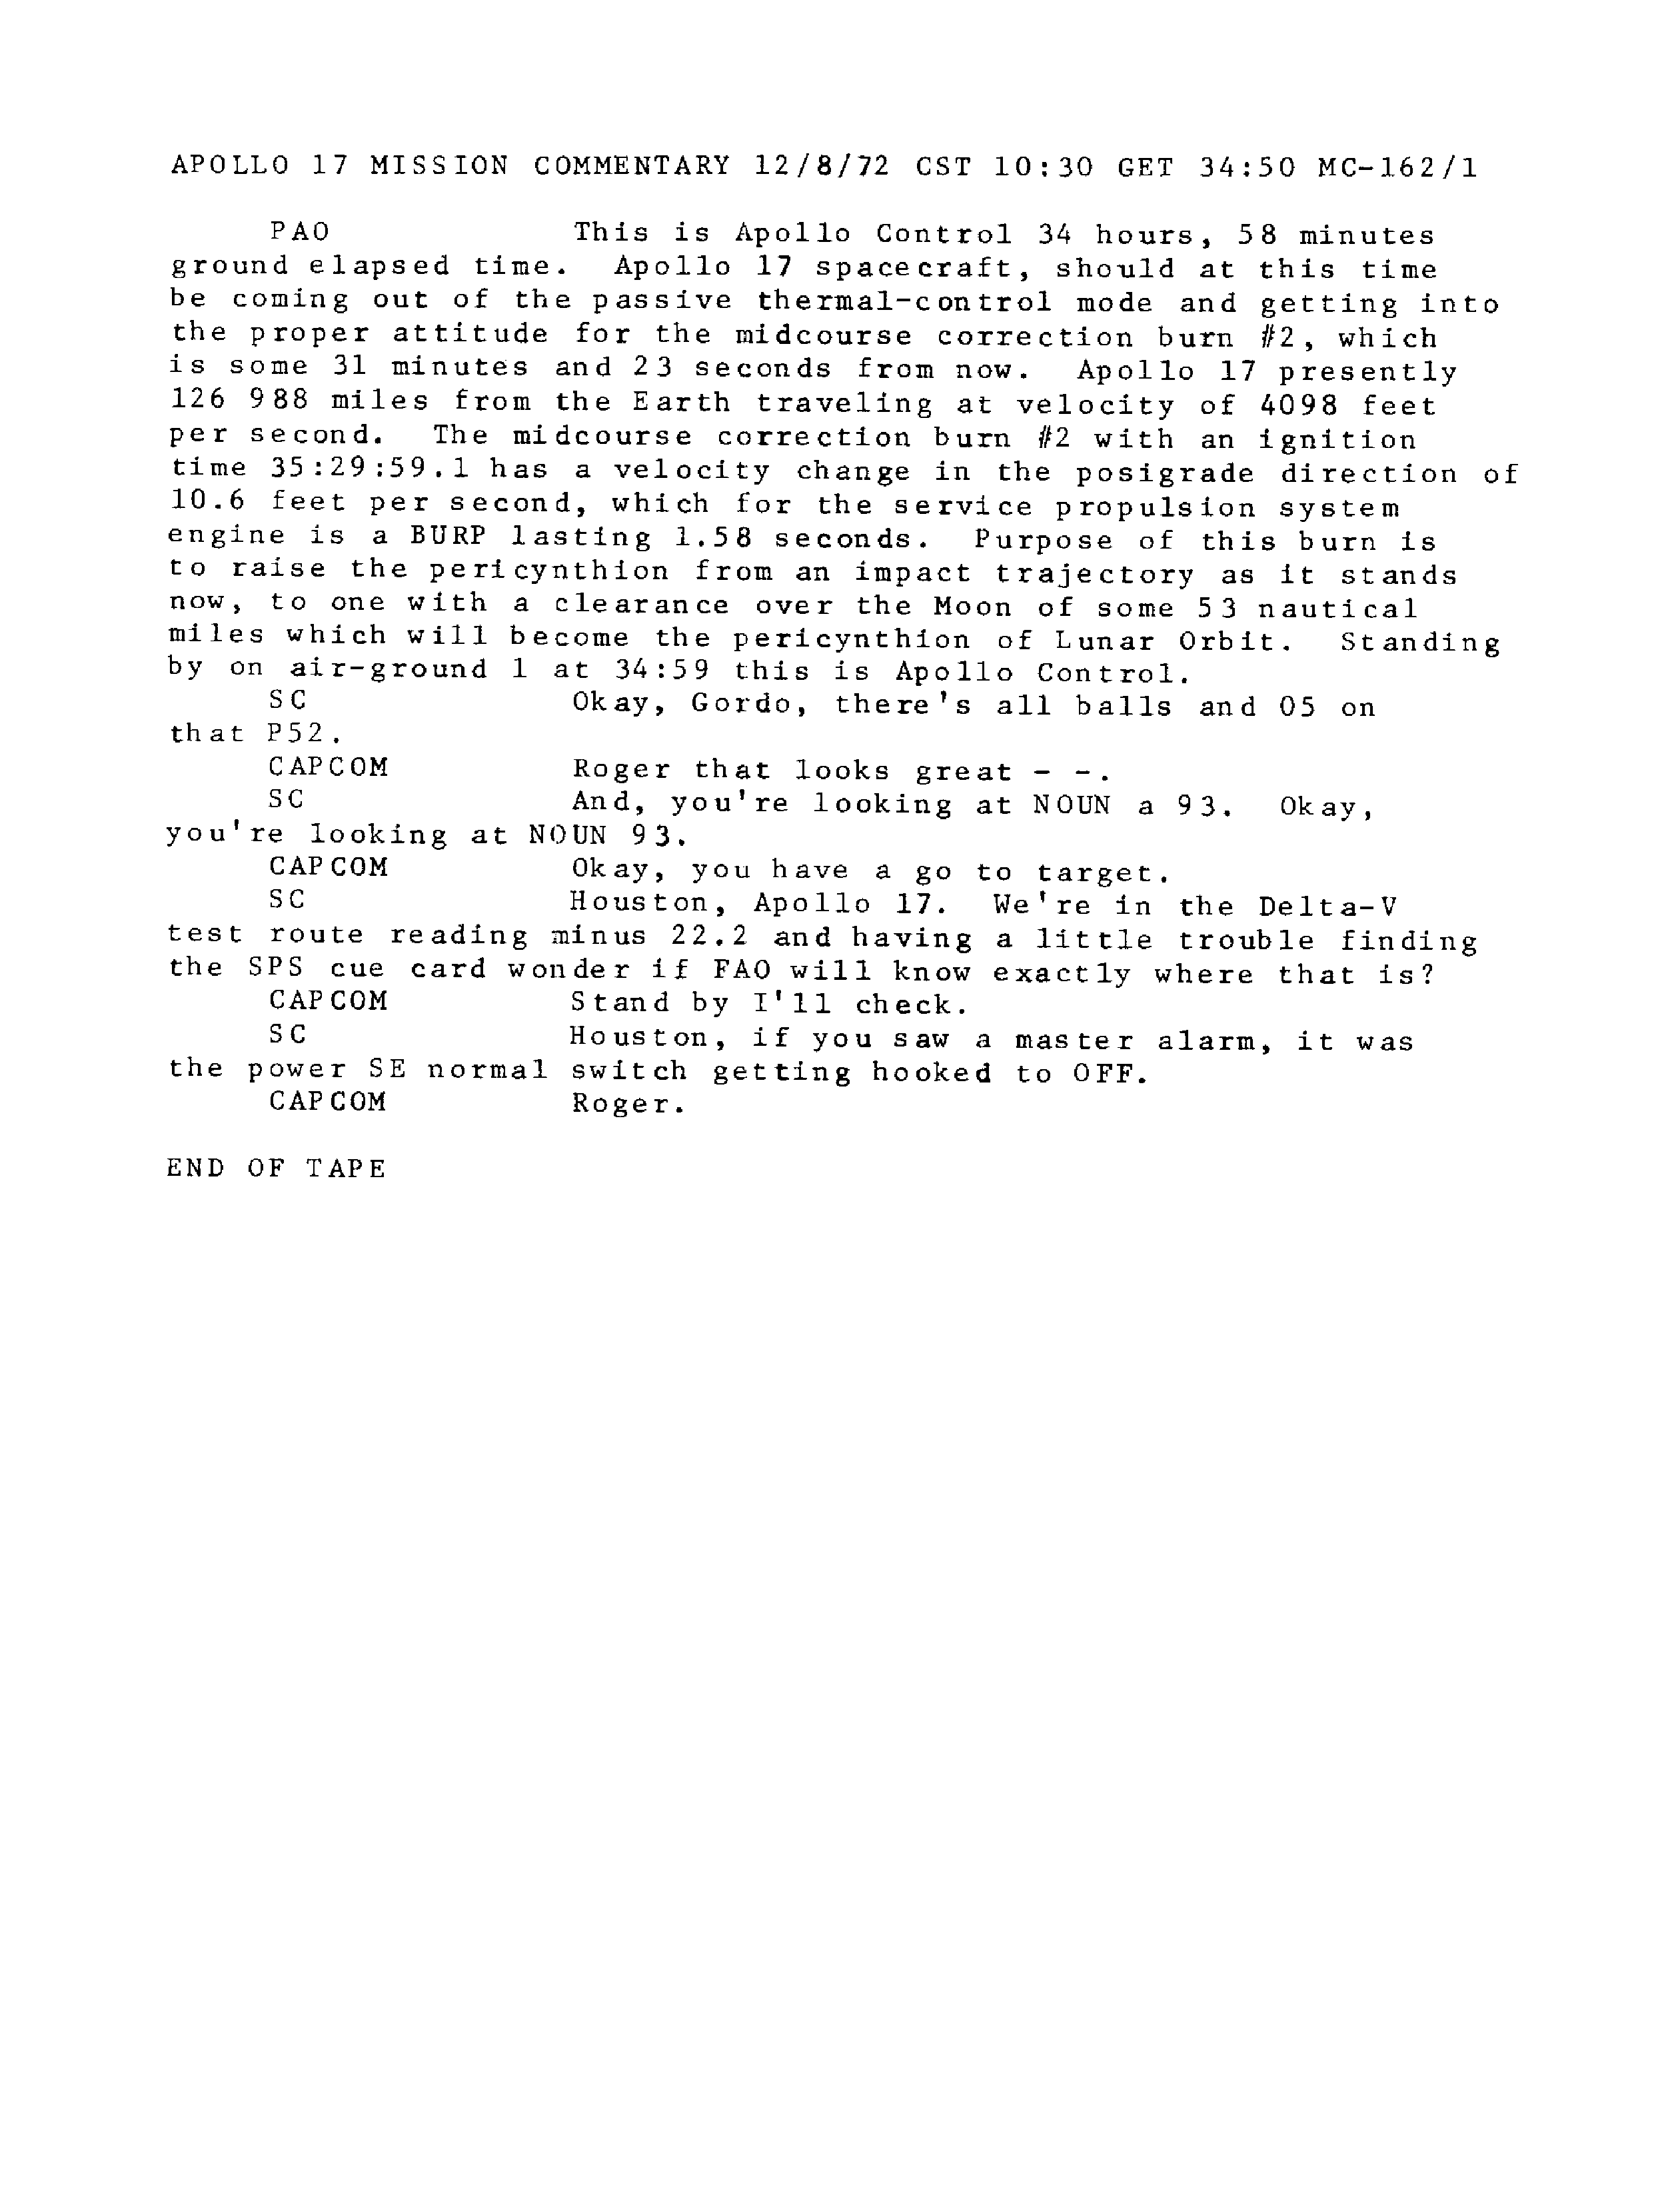 APOLLO 17 MISSION COMMENTARY 12/8/72 CST 10:30 GET 34:50 MC-162/1
PAO This is Apollo Control 34 hours, 58 minutes
ground elapsed time. Apollo 17 spacecraft, should at this time
be coming out of the passive thermal-control mode and getting into
the proper attitude for the midcourse correction burn #2, which
is some 31 minutes and 23 seconds from now. Apollo 17 presently
126 988 miles from the Earth traveling at velocity of 4098 feet
per second. The midcourse correction burn #2 with an ignition
time 35:29:59.1 has a velocity change in the posigrade direction of
10.6 feet per second, which for the service propulsion system
engine is a BURP lasting 1.58 seconds. Purpose of this burn is
to raise the pericynthion from an impact trajectory as it stands
now, to one with a clearance over the Moon of some 53 nautical
miles which will become the pericynthion of Lunar Orbit. Standing
by on air-ground 1 at 34:59 this is Apollo Control.
SC Okay, Gordo, there's all balls and 05 on
that P52.
CAPCOM Roger that looks great - -.
SC And, you're looking at NOUN a 93. Okay,
you're looking at NOUN 93.
CAPCOM Okay, you have a go to target.
SC Houston, Apollo 17. We're in the Delta-V
test route reading minus 22.2 and having a little trouble finding
the SPS cue card wonder if FAO will know exactly where that is?
CAPCOM Stand by I'll check.
SC Houston, if you saw a master alarm, it was
the power SE normal switch getting hooked to OFF.
CAPCOM Roger.
END OF TAPE